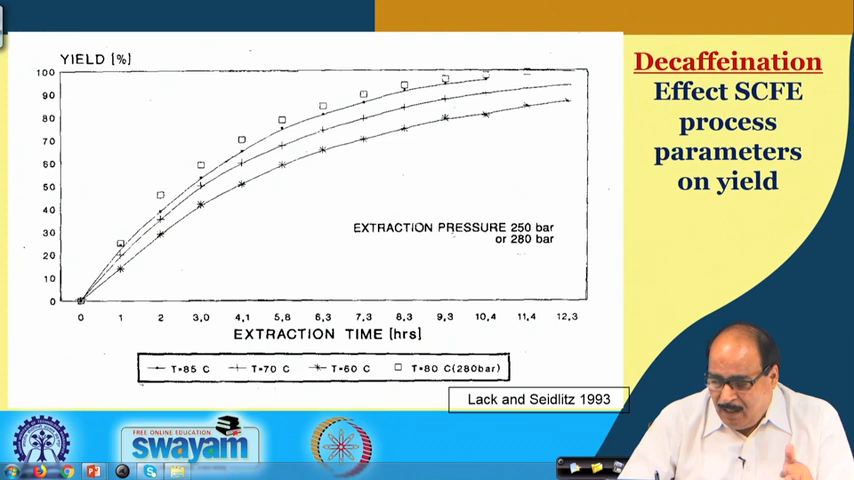 YIELD [%]
100
90
80
70
60
50
40
30
20
10
0
0 1 2 3,0 4,1 5,8 6,3 7,3 8,3 9,3 10,4 11,4 12,3
EXTRACTION TIME [hrs]
EXTRACTION PRESSURE 250 bar
or 280 bar
T=85 C T=70 C T=60 C T=80 C(280bar)
Lack and Seidlitz 1993
Decaffeination
Effect SCFE
process
parameters
on yield
FREE ONLINE EDUCATION
swayam